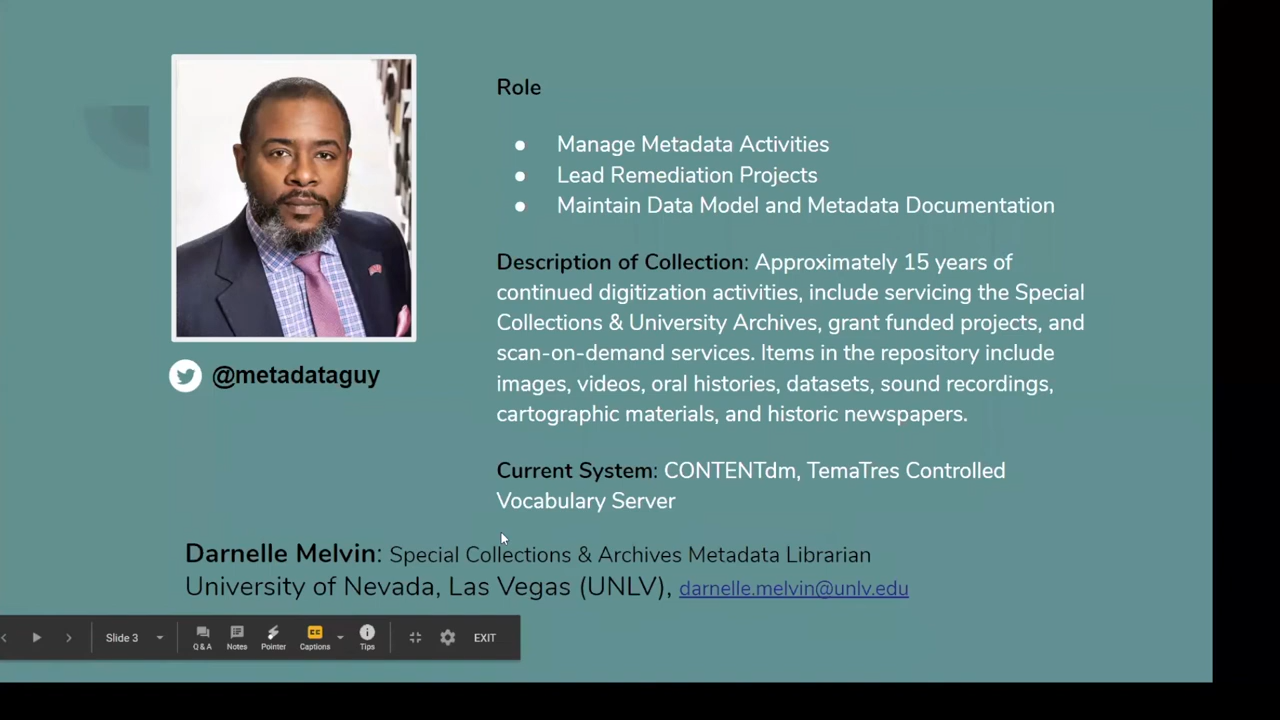 Role
● Manage Metadata Activities
● Lead Remediation Projects
● Maintain Data Model and Metadata Documentation
Description of Collection: Approximately 15 years of
continued digitization activities, include servicing the Special
Collections & University Archives, grant funded projects, and
scan-on-demand services. Items in the repository include
images, videos, oral histories, datasets, sound recordings,
cartographic materials, and historic newspapers.
Current System: CONTENTdm, TemaTres Controlled
Vocabulary Server
@metadataguy
Darnelle Melvin: Special Collections & Archives Metadata Librarian
University of Nevada, Las Vegas (UNLV), darnelle.melvin@unlv.edu
Slide 3
Q & A Notes Pointer CC Captions Tips EXIT